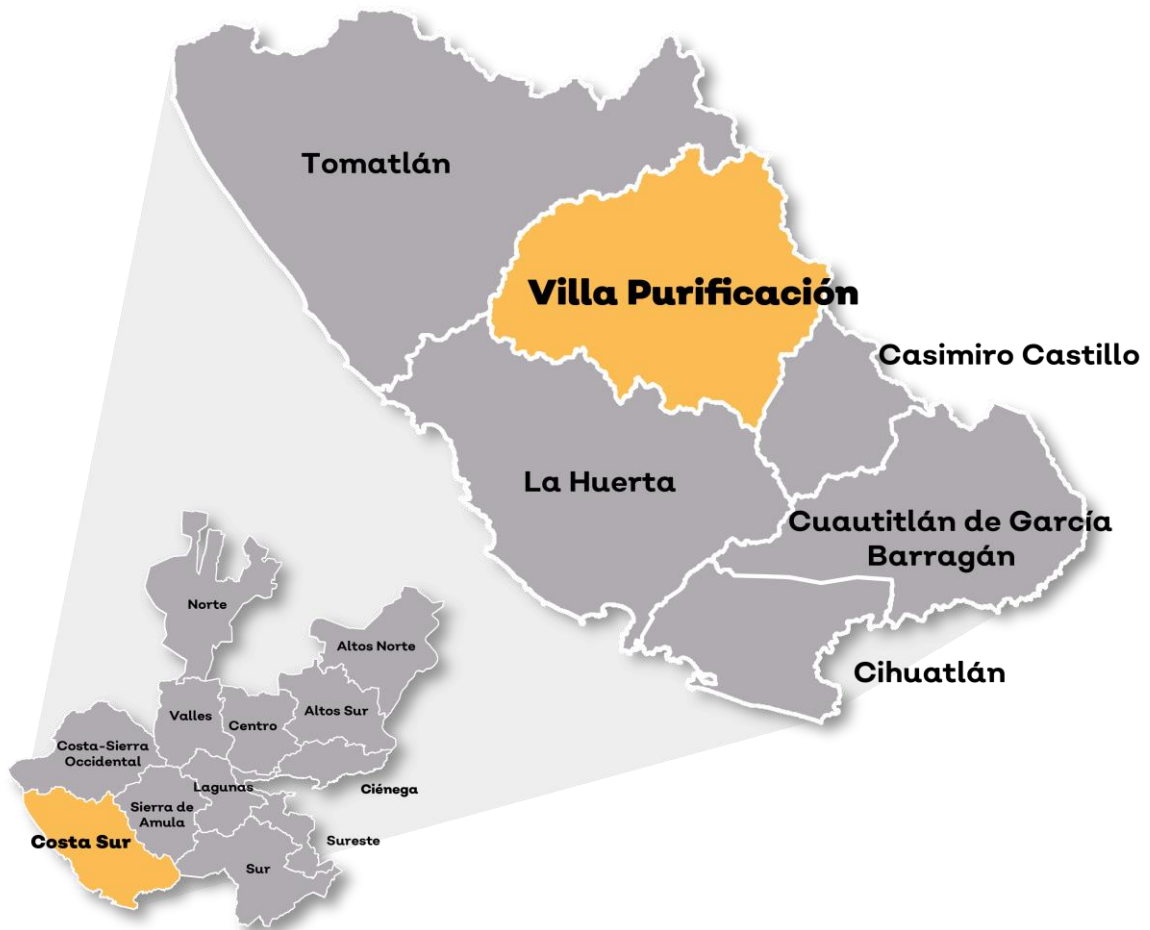 Tomatlán
Villa Purificación
Casimiro Castillo
La Huerta
Cuautitlán de García
Barragán
Cihuatlán
Norte
Altos Norte
Valles
Centro
Altos Sur
Costa-Sierra
Occidental
Lagunas
Ciénega
Sierra de
Amula
Costa Sur
Sureste
Sur